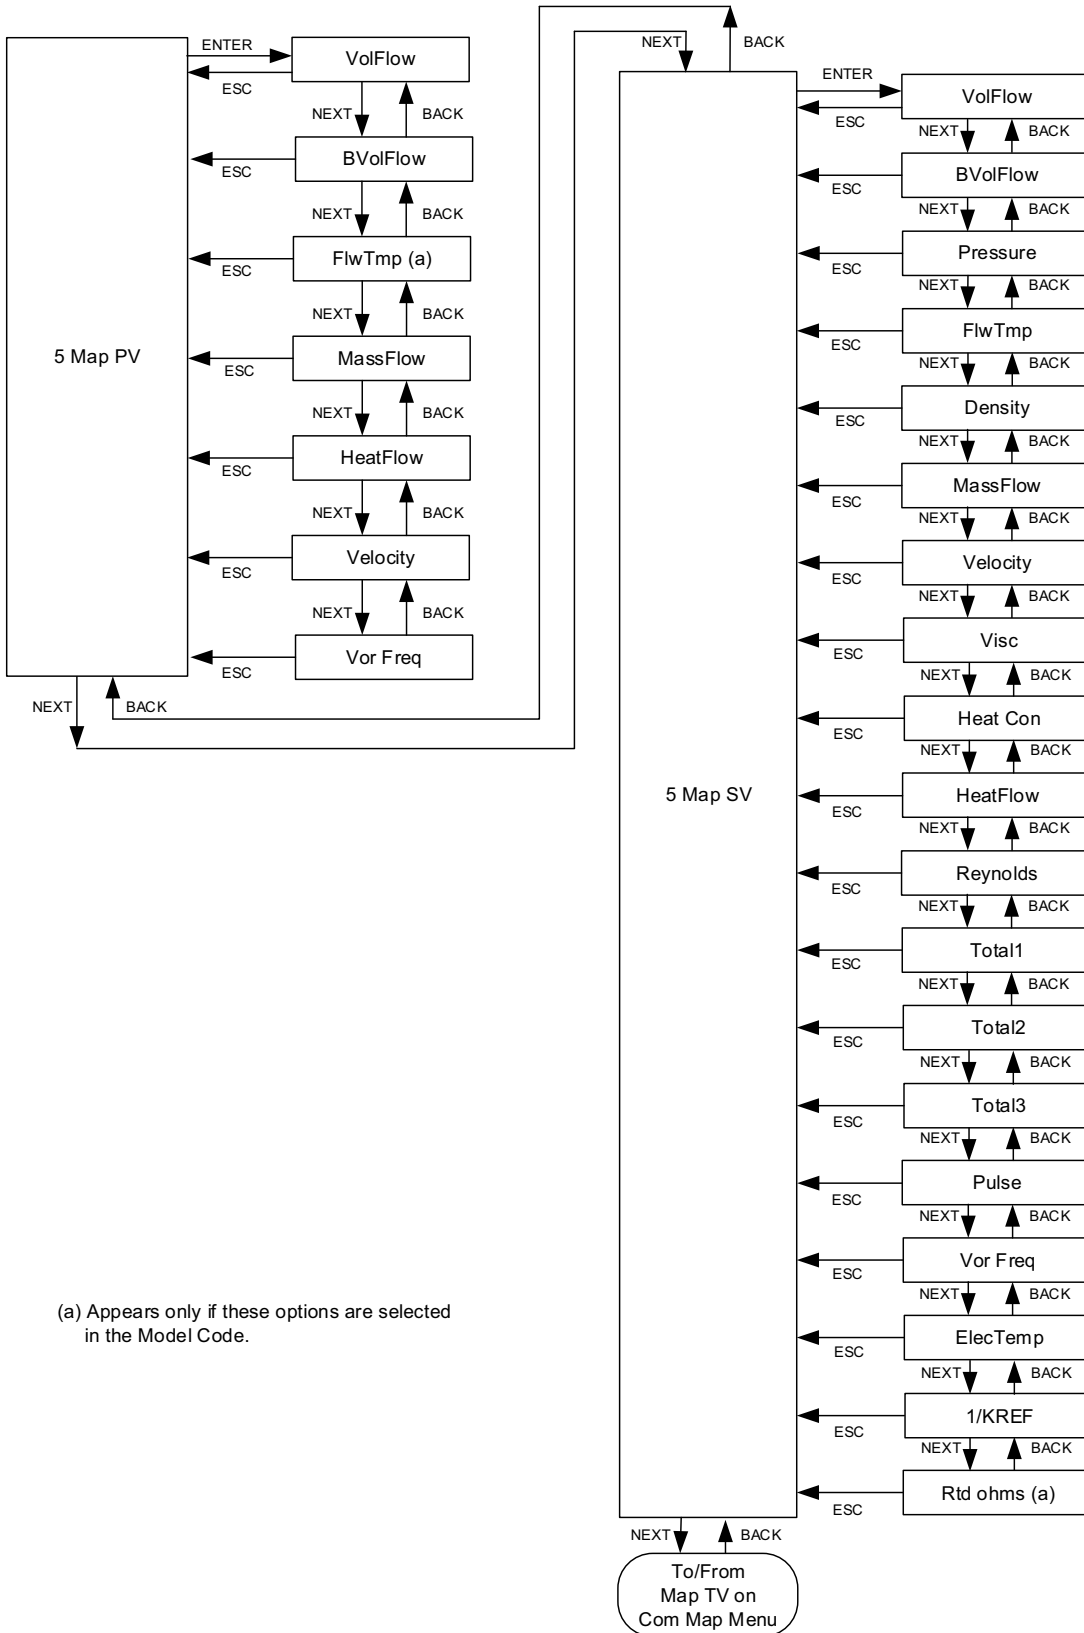 ENTER
VolFlow
ESC
NEXT
BACK
BVolFlow
ESC
NEXT
BACK
FlwTmp (a)
ESC
NEXT
BACK
5 Map PV
MassFlow
ESC
NEXT
BACK
HeatFlow
ESC
NEXT
BACK
Velocity
ESC
NEXT
BACK
Vor Freq
ESC
NEXT
BACK
NEXT
BACK
ENTER
VolFlow
ESC
NEXT
BACK
BVolFlow
ESC
NEXT
BACK
Pressure
ESC
NEXT
BACK
FlwTmp
ESC
NEXT
BACK
Density
ESC
NEXT
BACK
MassFlow
ESC
NEXT
BACK
Velocity
ESC
NEXT
BACK
Visc
ESC
NEXT
BACK
Heat Con
ESC
NEXT
BACK
5 Map SV
HeatFlow
ESC
NEXT
BACK
Reynolds
ESC
NEXT
BACK
Total1
ESC
NEXT
BACK
Total2
ESC
NEXT
BACK
Total3
ESC
NEXT
BACK
Pulse
ESC
NEXT
BACK
Vor Freq
ESC
NEXT
BACK
ElecTemp
ESC
NEXT
BACK
1/KREF
ESC
NEXT
BACK
Rtd ohms (a)
ESC
NEXT
BACK
To/From
Map TV on
Com Map Menu
(a) Appears only if these options are selected
in the Model Code.